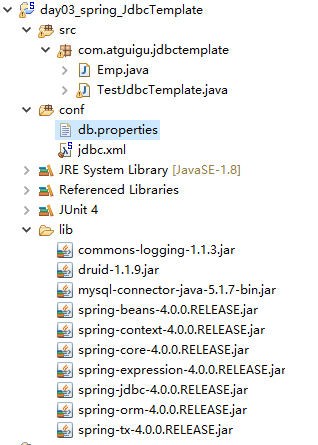 day03_spring_JdbcTemplate
src
com.atguigu.jdbctemplate
Emp.java
TestJdbcTemplate.java
conf
db.properties
jdbc.xml
JRE System Library [JavaSE-1.8]
Referenced Libraries
JUnit 4
lib
commons-logging-1.1.3.jar
druid-1.1.9.jar
mysql-connector-java-5.1.7-bin.jar
spring-beans-4.0.0.RELEASE.jar
spring-context-4.0.0.RELEASE.jar
spring-core-4.0.0.RELEASE.jar
spring-expression-4.0.0.RELEASE.jar
spring-jdbc-4.0.0.RELEASE.jar
spring-orm-4.0.0.RELEASE.jar
spring-tx-4.0.0.RELEASE.jar